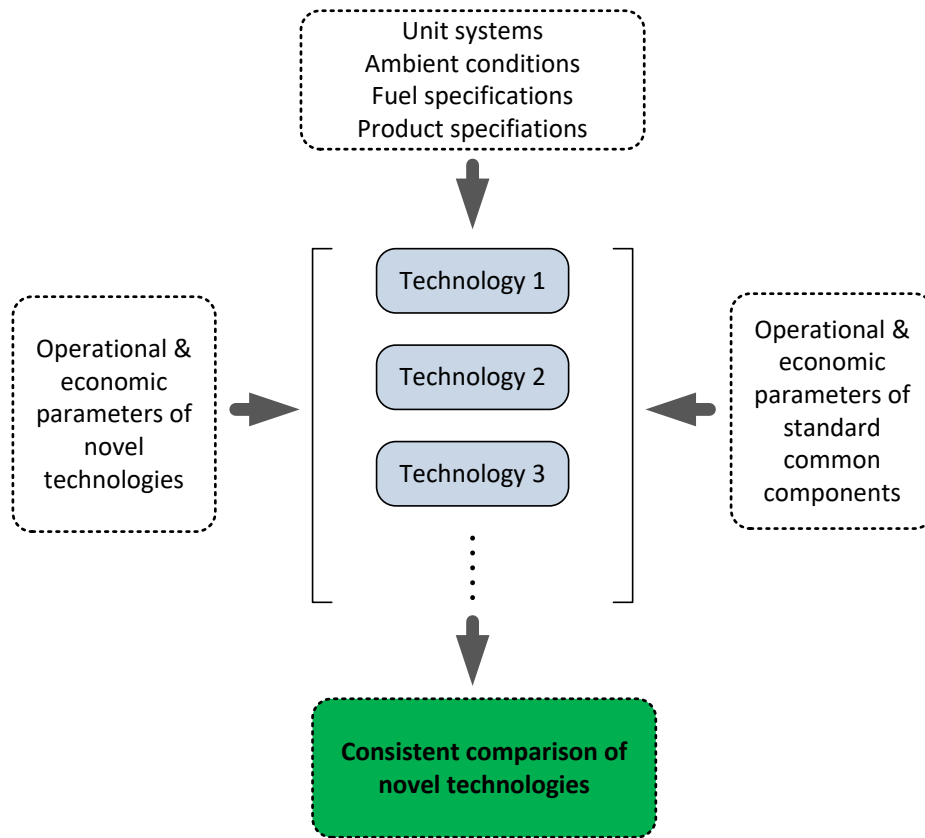 Unit systems
Ambient conditions
Fuel specifications
Product specifiations
Technology 1
Technology 2
Technology 3
Operational &
economic
parameters of
novel
technologies
Operational &
economic
parameters of
standard
common
components
Consistent comparison of
novel technologies